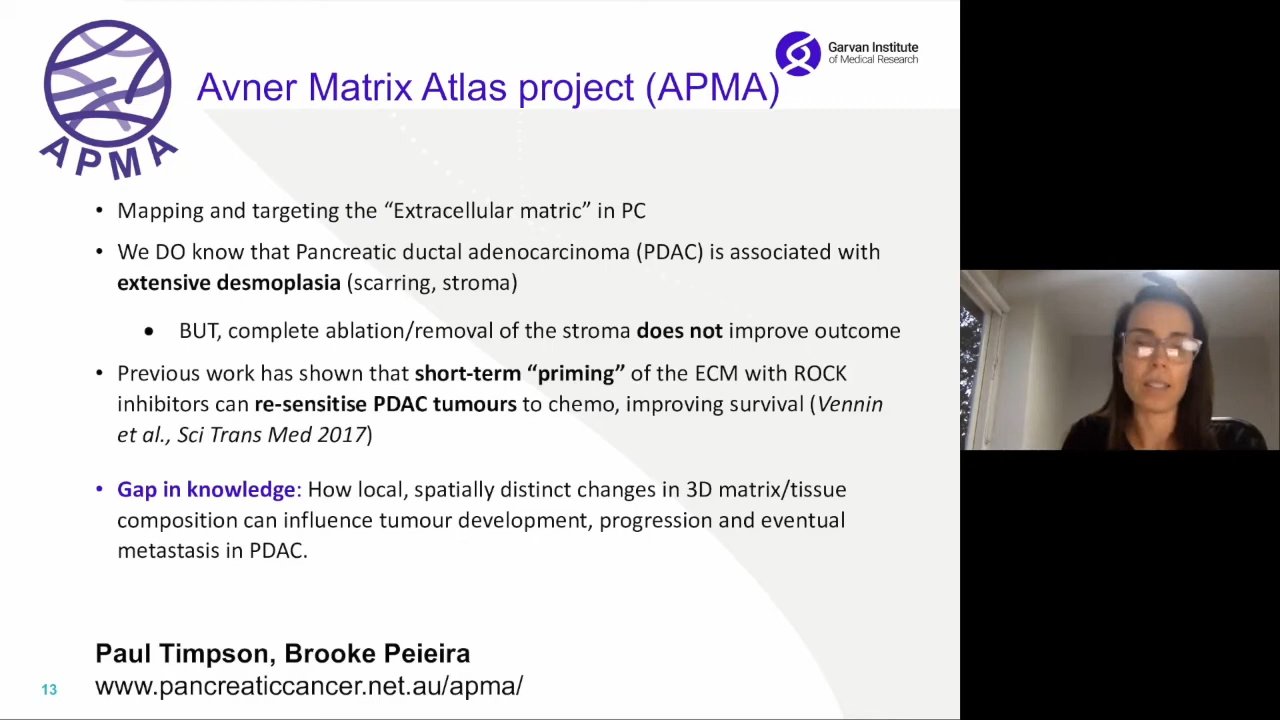 Garvan Institute
of Medical Research
Avner Matrix Atlas project (APMA)
APMA
• Mapping and targeting the “Extracellular matric” in PC
• We DO know that Pancreatic ductal adenocarcinoma (PDAC) is associated with
extensive desmoplasia (scarring, stroma)
• BUT, complete ablation/removal of the stroma does not improve outcome
• Previous work has shown that short-term “priming” of the ECM with ROCK
inhibitors can re-sensitise PDAC tumours to chemo, improving survival (Vennin
et al., Sci Trans Med 2017)
• Gap in knowledge: How local, spatially distinct changes in 3D matrix/tissue
composition can influence tumour development, progression and eventual
metastasis in PDAC.
Paul Timpson, Brooke Peieira
13 www.pancreaticcancer.net.au/apma/